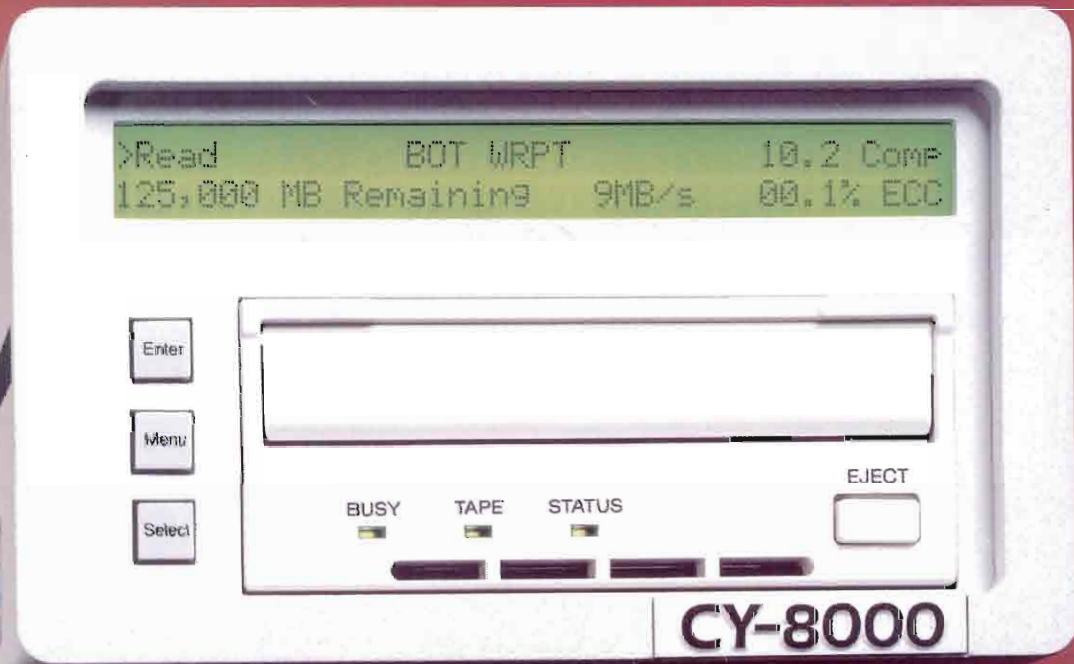 >Read BOT WRPT 10.2 Comp
125,000 MB Remaining 9MB/s 00.1% ECC
Enter
Menu
Select
BUSY TAPE STATUS
EJECT
CY-8000